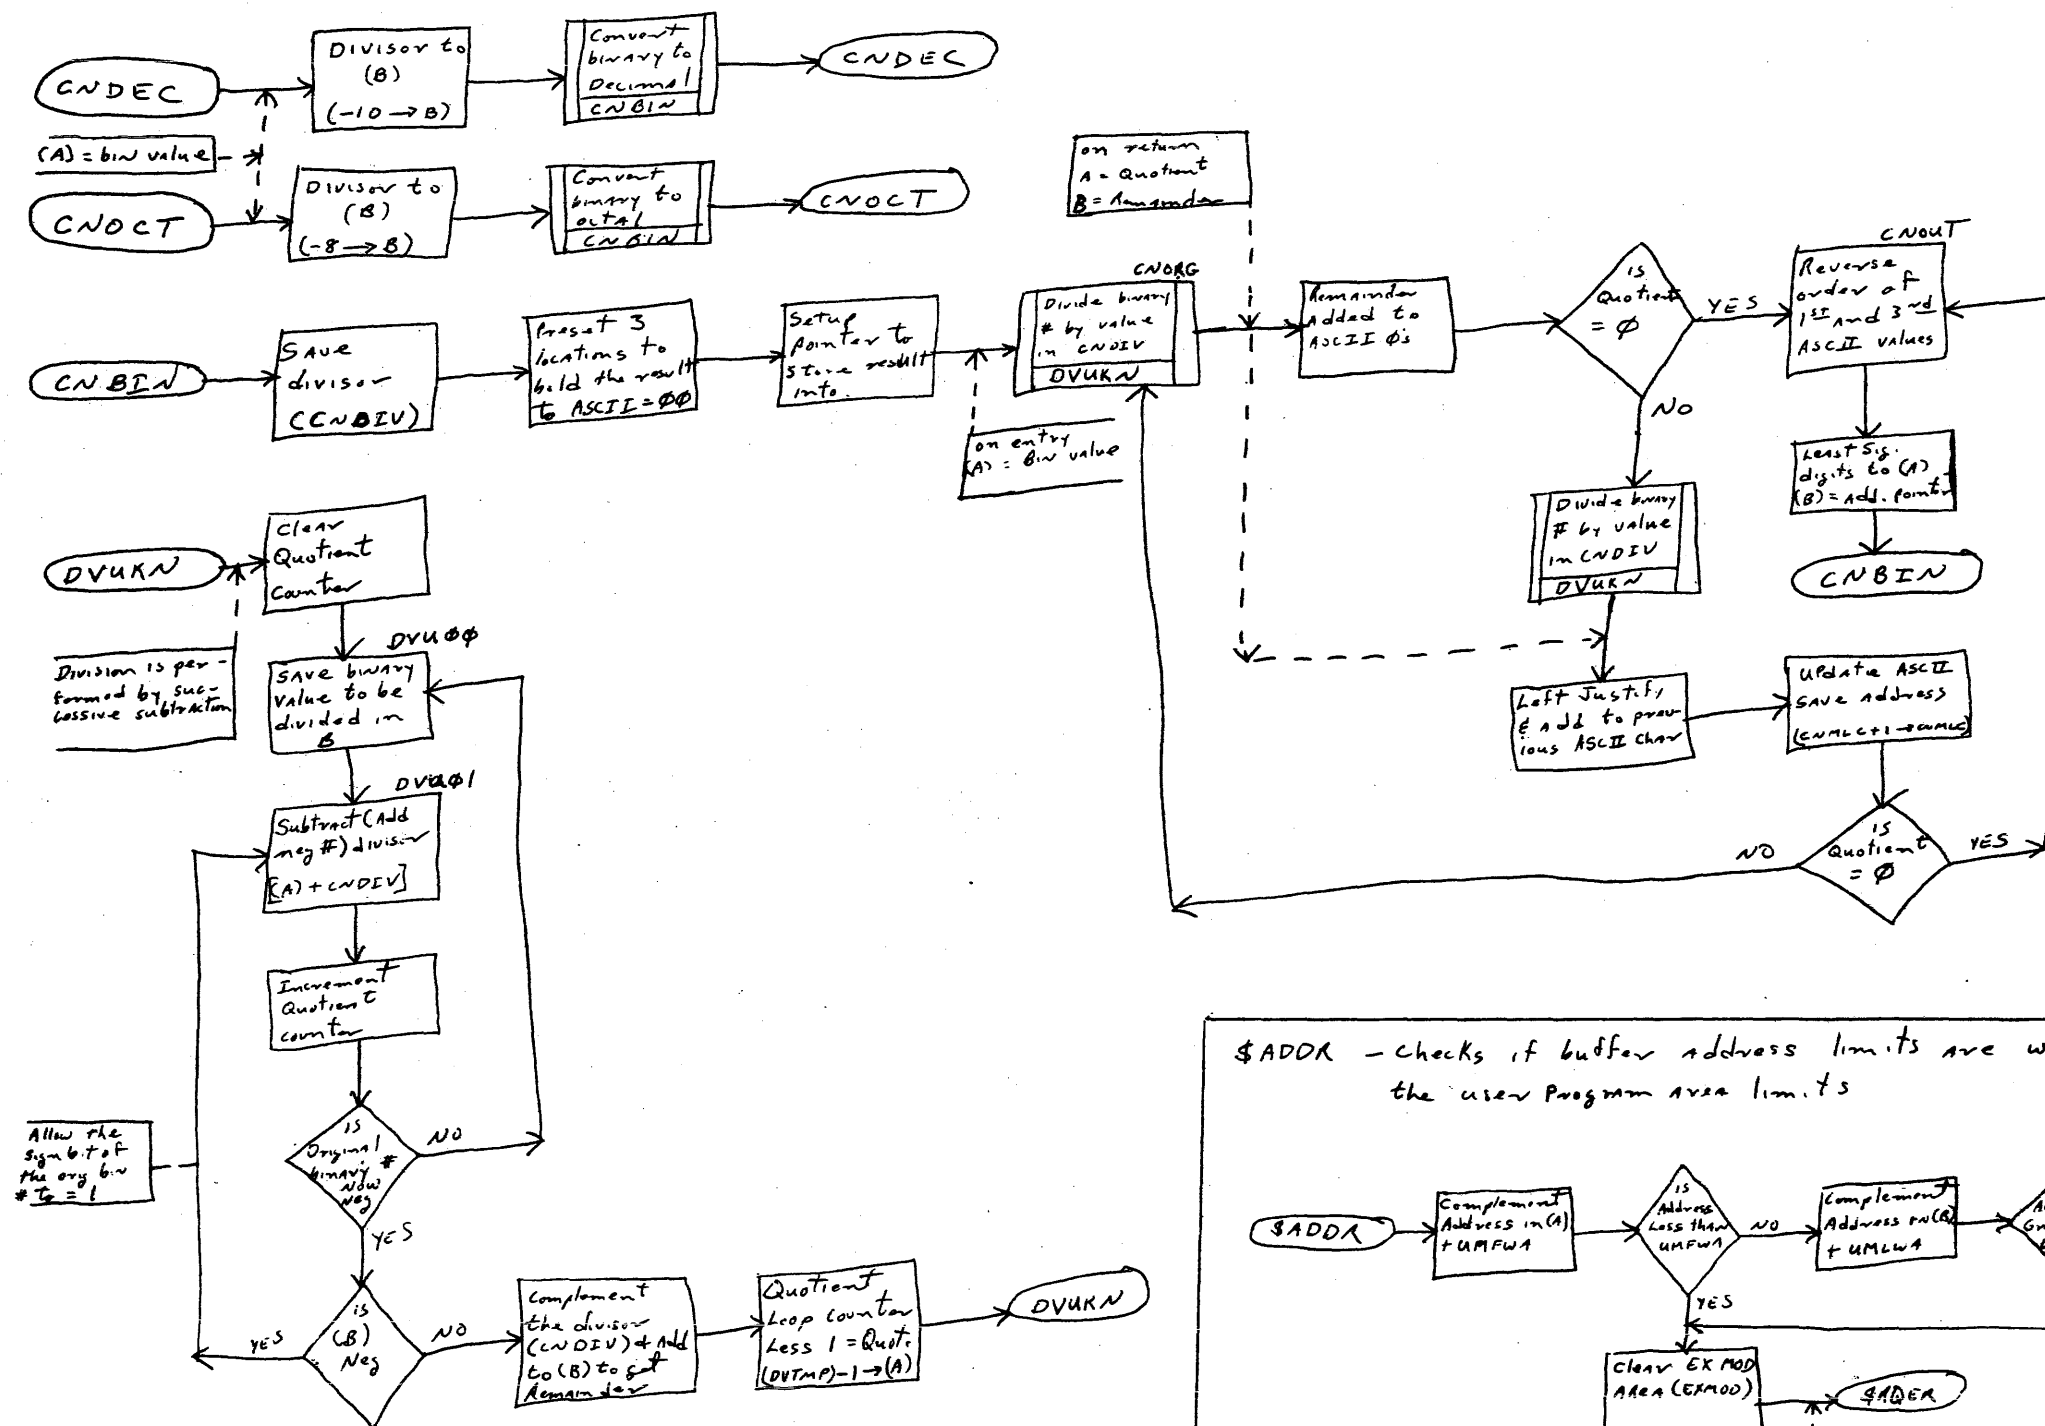 CNDEC
Divisor to
(B)
(-10→B)
Convert
binary to
Decimal
CNBIN
CNDEC
(A) = bin value
CNOCT
Divisor to
(B)
(-8→B)
Convert
binary to
octal
CNBIN
CNOCT
on return
A = Quotient
B = Remainder
CNBIN
SAVE
divisor
(CNDIV)
Preset 3
locations to
hold the result
to ASCII = ØØ
Setup
pointer to
store result
into.
on entry
(A) = Bin value
CNORG
Divide binary
# by value
in CNDIV
DVUKN
Remainder
Added to
ASCII Ø's
is
Quotient
= Ø
YES
NO
CNOUT
Reverse
order of
1ST and 3rd
ASCII values
Least Sig.
digits to (A)
(B) = Add. pointer
CNBIN
Divide binary
# by value
in CNDIV
DVUKN
Left Justify
& Add to prev-
ious ASCII char
UPdate ASCII
SAVE Address
(CNMLC+1→CNMLC)
is
Quotient
= Ø
NO
YES
DVUKN
Clear
Quotient
counter
Division is per-
formed by suc-
cessive subtraction
DVUØØ
SAVE binary
value to be
divided in
B
DVUØ1
Subtract (Add
neg #) divisor
[(A) + CNDIV]
Increment
Quotient
counter
is
Original
binary #
NOW
Neg
NO
YES
Allow the
sign bit of
the org bin
# to = 1
is
(B)
Neg
YES
NO
Complement
the divisor
(CNDIV) & Add
to (B) to get
Remainder
Quotient
Loop counter
Less 1 = Quot.
(DVTMP)-1→(A)
DVUKN
$ADDR – Checks if buffer address limits are w
the user Program area limits
$ADDR
Complement
Address in (A)
+ UMFWA
is
Address
Less than
UMFWA
NO
YES
Complement
Address in (B)
+ UMLWA
Clear EXMOD
AREA (EXMOD)
$ADER